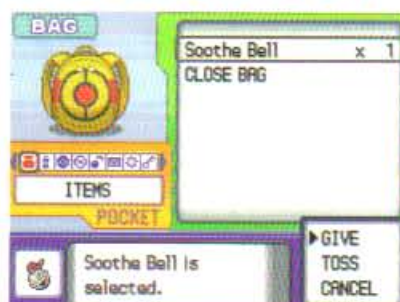 BAG
Soothe Bell x 1
CLOSE BAG
ITEMS
POCKET
Soothe Bell is
selected.
GIVE
TOSS
CANCEL